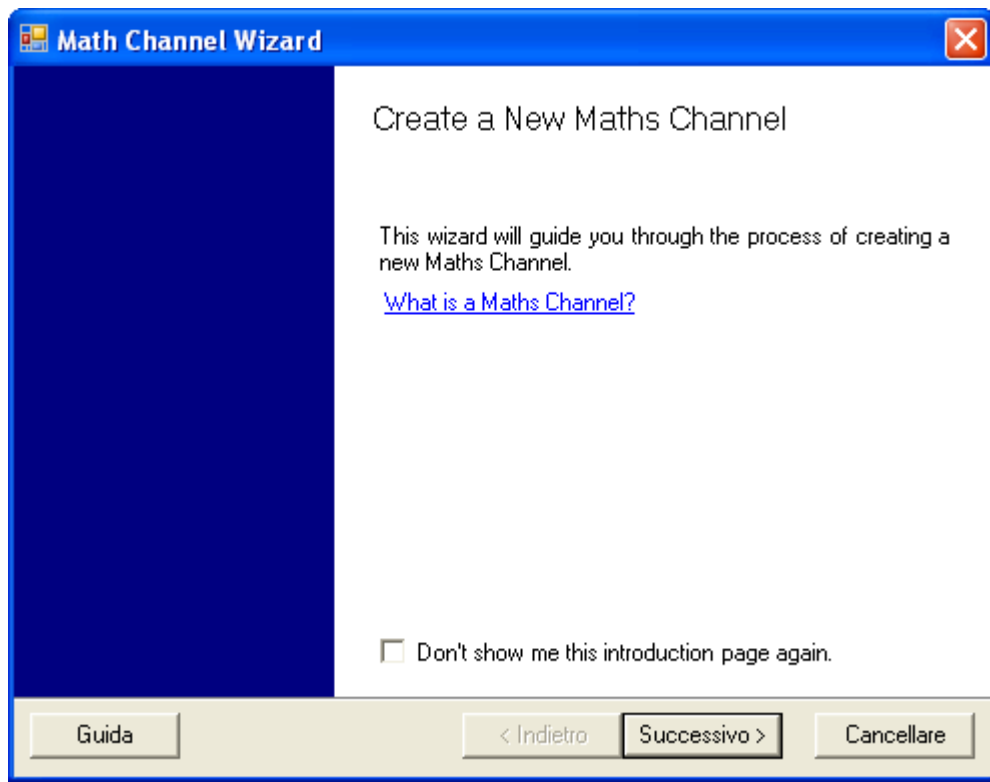 Math Channel Wizard
Create a New Maths Channel
This wizard will guide you through the process of creating a
new Maths Channel.
What is a Maths Channel?
Don't show me this introduction page again.
Guida
< Indietro
Successivo >
Cancellare